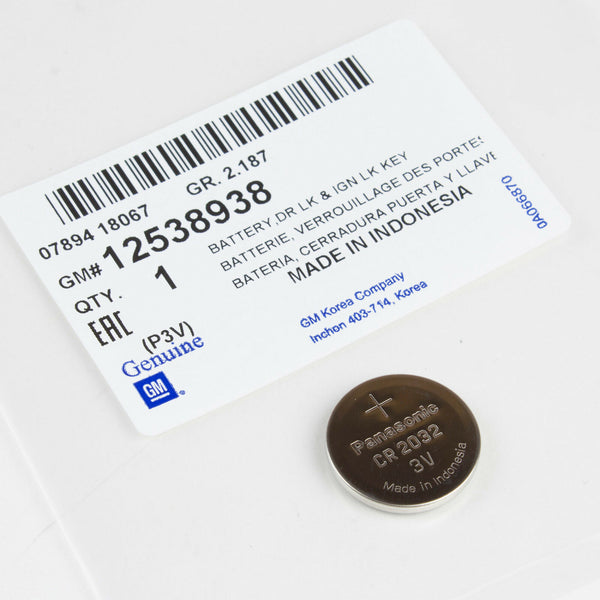 07894 18067
GR. 2.187
GM# 12538938
QTY. 1
BATTERY,DR LK & IGN LK KEY
BATTERIE, VERROUILLAGE DES PORTES
BATERIA, CERRADURA PUERTA Y LLAVE
MADE IN INDONESIA
EAC
(P3V)
GM Korea Company
Inchon 403-714, Korea
0A066870
Genuine
GM
+
Panasonic
CR 2032
3V
Made in Indonesia